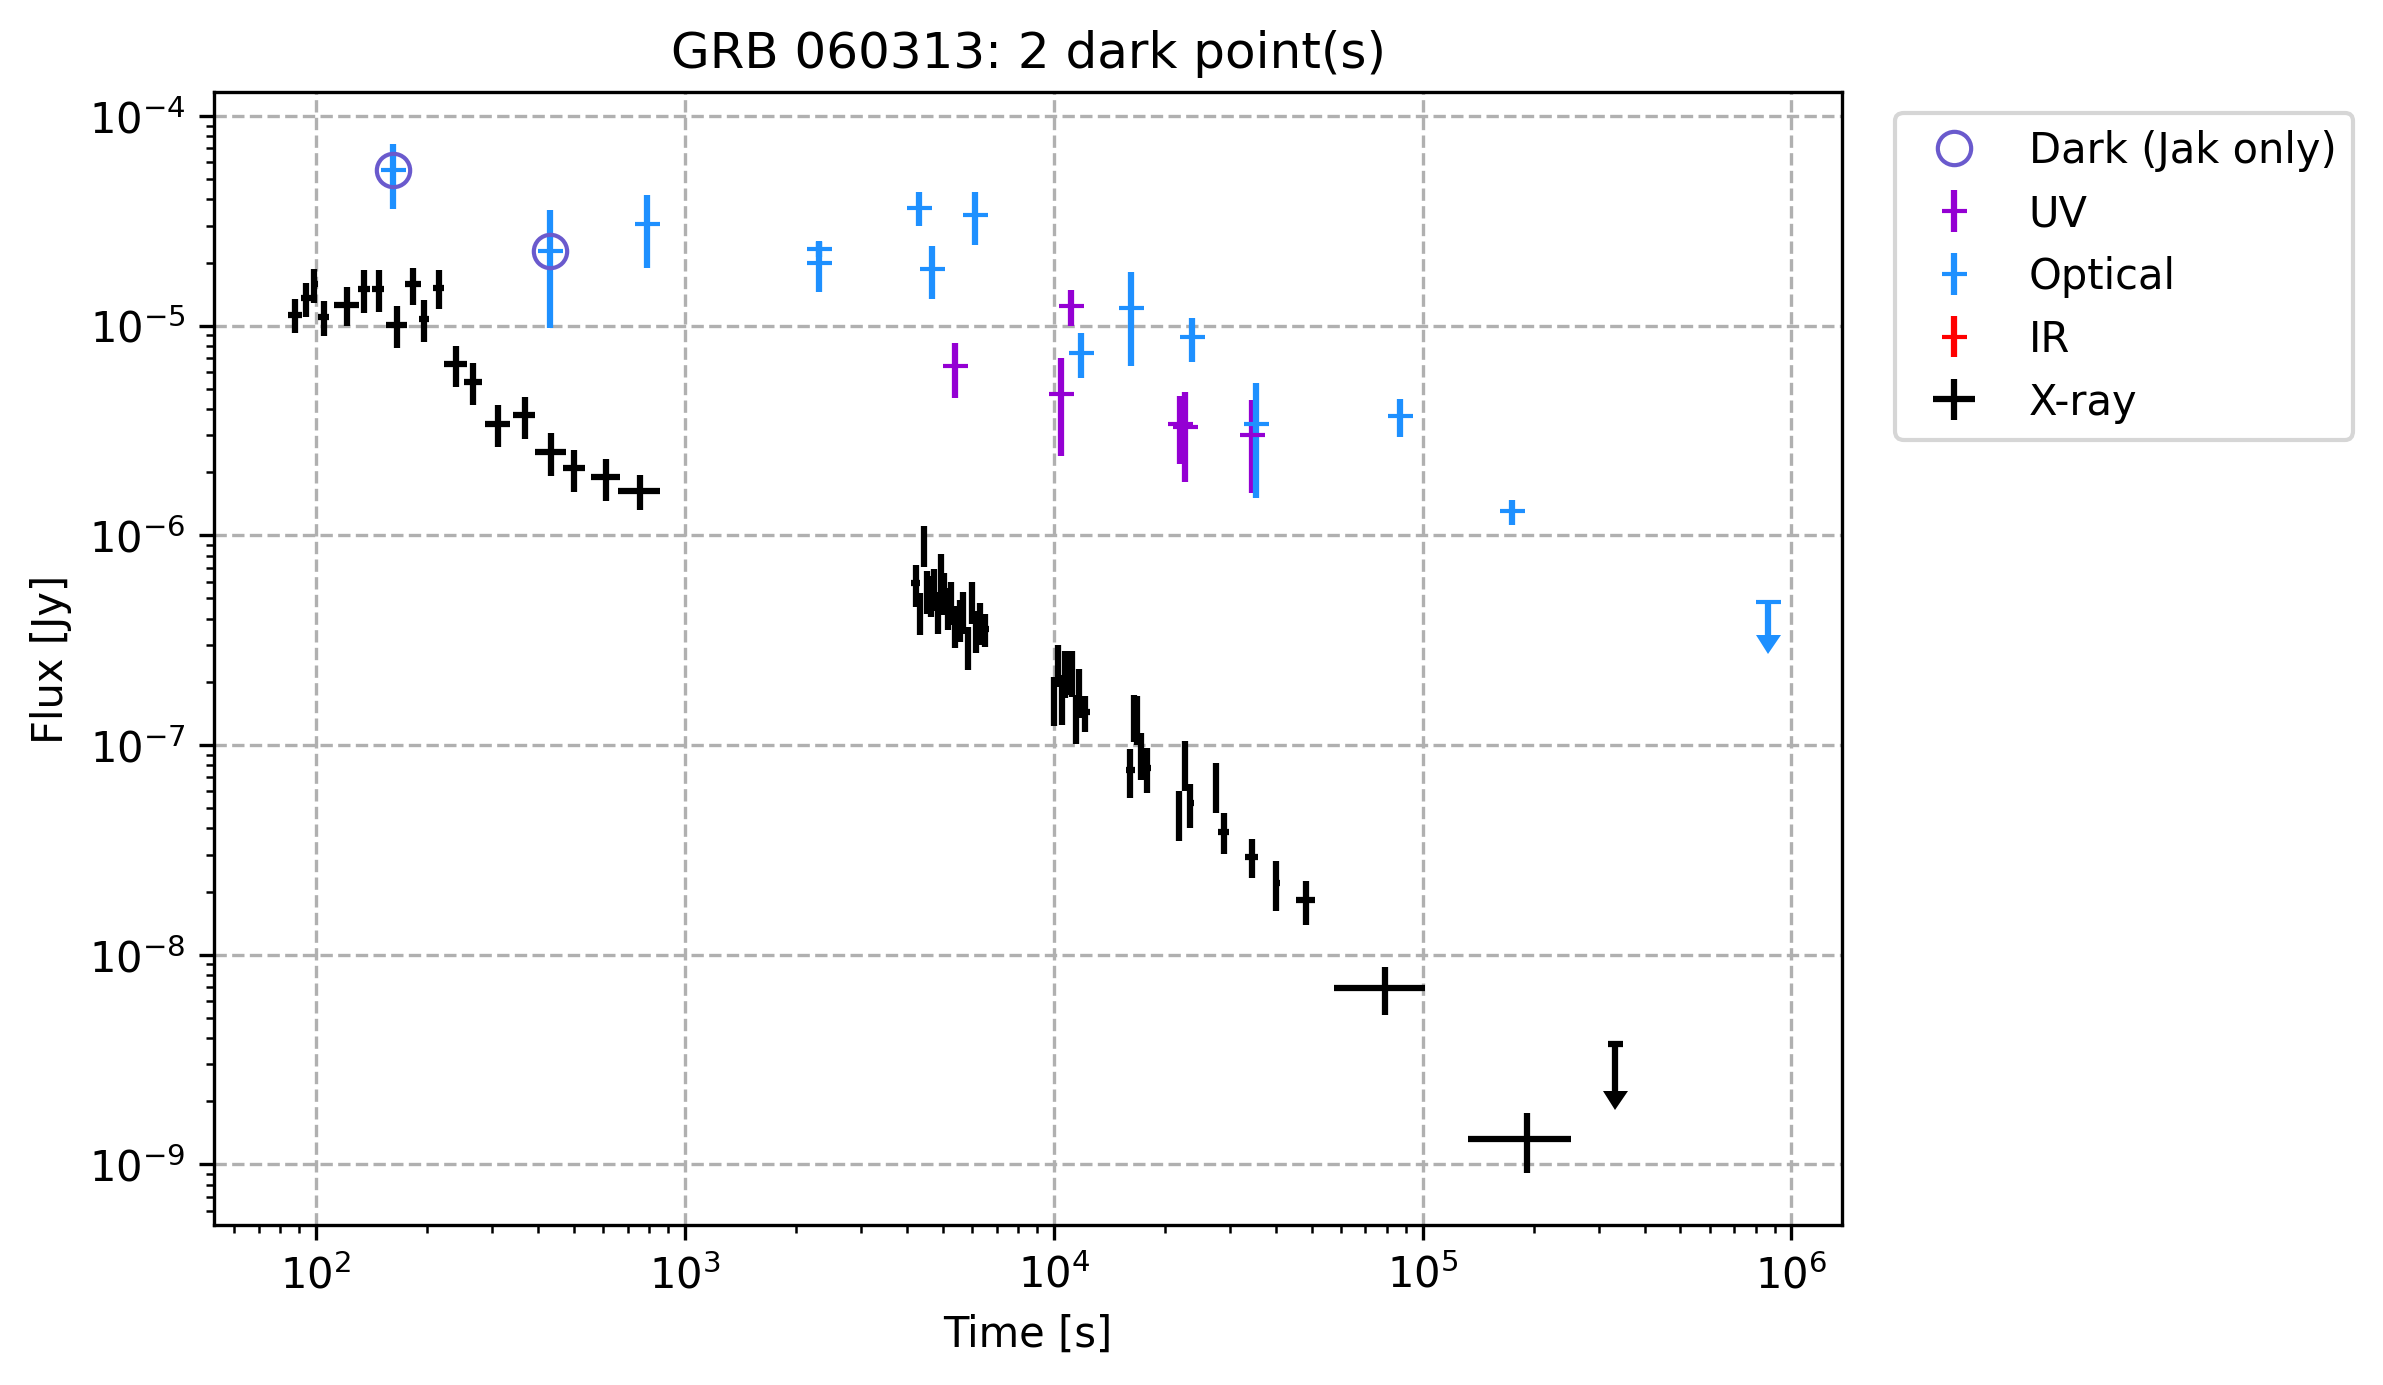 GRB 060313: 2 dark point(s)
10⁻⁴
10⁻⁵
10⁻⁶
10⁻⁷
10⁻⁸
10⁻⁹
Flux [Jy]
10²
10³
10⁴
10⁵
10⁶
Time [s]
Dark (Jak only)
UV
Optical
IR
X-ray